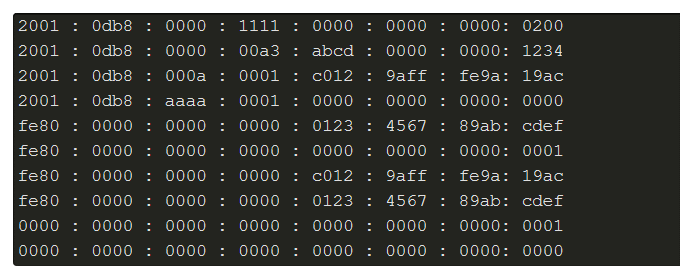 2001 : 0db8 : 0000 : 1111 : 0000 : 0000 : 0000: 0200
2001 : 0db8 : 0000 : 00a3 : abcd : 0000 : 0000: 1234
2001 : 0db8 : 000a : 0001 : c012 : 9aff : fe9a: 19ac
2001 : 0db8 : aaaa : 0001 : 0000 : 0000 : 0000: 0000
fe80 : 0000 : 0000 : 0000 : 0123 : 4567 : 89ab: cdef
fe80 : 0000 : 0000 : 0000 : 0000 : 0000 : 0000: 0001
fe80 : 0000 : 0000 : 0000 : c012 : 9aff : fe9a: 19ac
fe80 : 0000 : 0000 : 0000 : 0123 : 4567 : 89ab: cdef
0000 : 0000 : 0000 : 0000 : 0000 : 0000 : 0000: 0001
0000 : 0000 : 0000 : 0000 : 0000 : 0000 : 0000: 0000